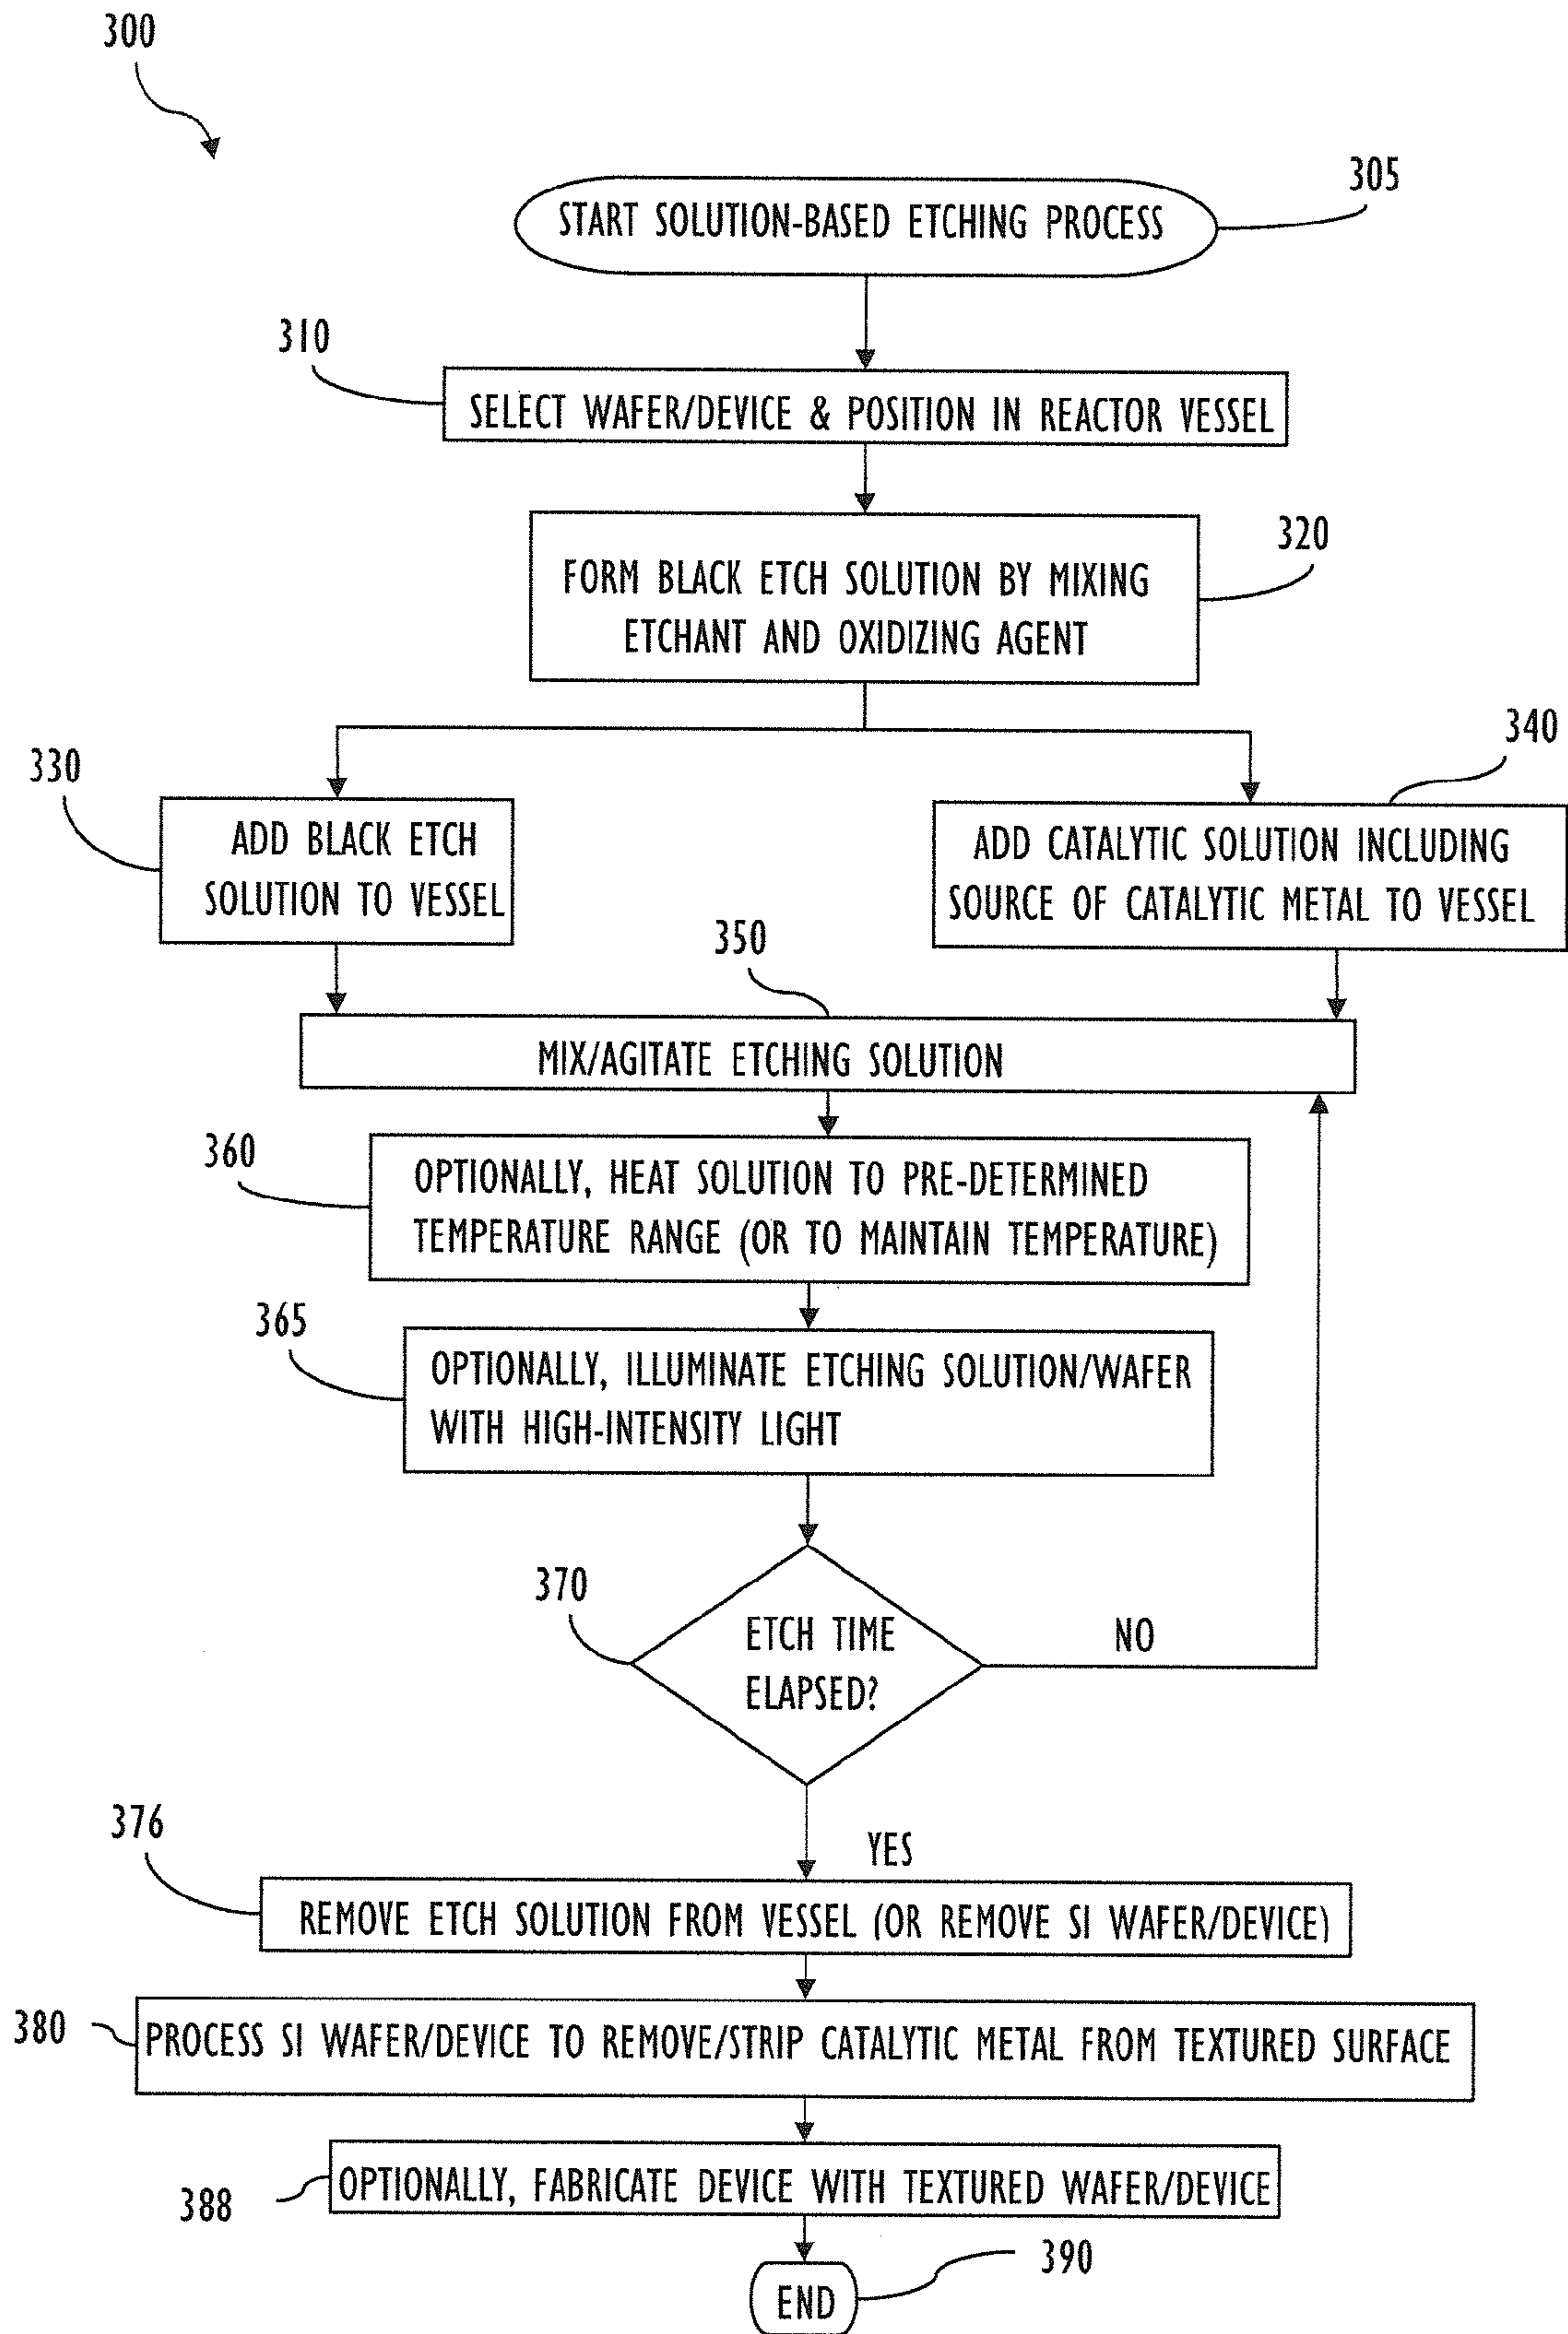 300
305
START SOLUTION-BASED ETCHING PROCESS
310
SELECT WAFER/DEVICE & POSITION IN REACTOR VESSEL
320
FORM BLACK ETCH SOLUTION BY MIXING
ETCHANT AND OXIDIZING AGENT
330
ADD BLACK ETCH
SOLUTION TO VESSEL
340
ADD CATALYTIC SOLUTION INCLUDING
SOURCE OF CATALYTIC METAL TO VESSEL
350
MIX/AGITATE ETCHING SOLUTION
360
OPTIONALLY, HEAT SOLUTION TO PRE-DETERMINED
TEMPERATURE RANGE (OR TO MAINTAIN TEMPERATURE)
365
OPTIONALLY, ILLUMINATE ETCHING SOLUTION/WAFER
WITH HIGH-INTENSITY LIGHT
370
ETCH TIME
ELAPSED?
NO
YES
376
REMOVE ETCH SOLUTION FROM VESSEL (OR REMOVE SI WAFER/DEVICE)
380
PROCESS SI WAFER/DEVICE TO REMOVE/STRIP CATALYTIC METAL FROM TEXTURED SURFACE
388
OPTIONALLY, FABRICATE DEVICE WITH TEXTURED WAFER/DEVICE
390
END